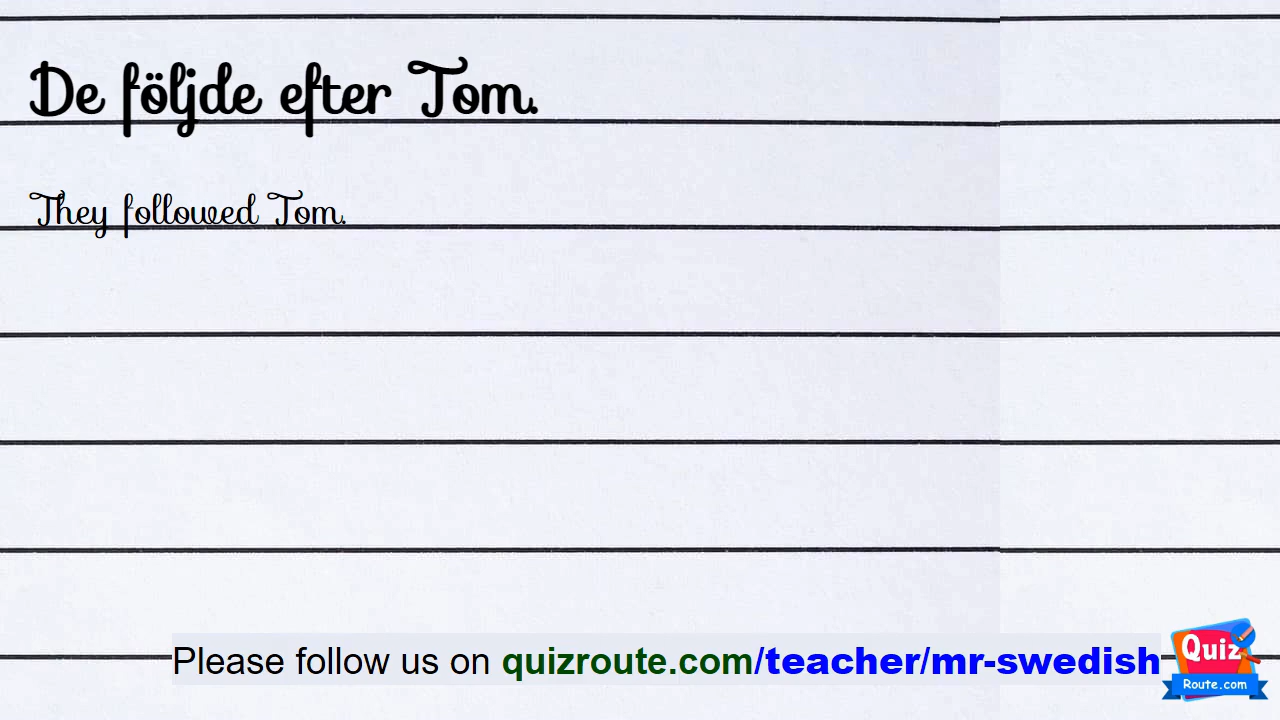 De följde efter Tom.
They followed Tom.
Please follow us on quizroute.com/teacher/mr-swedish
Quiz
Route.com